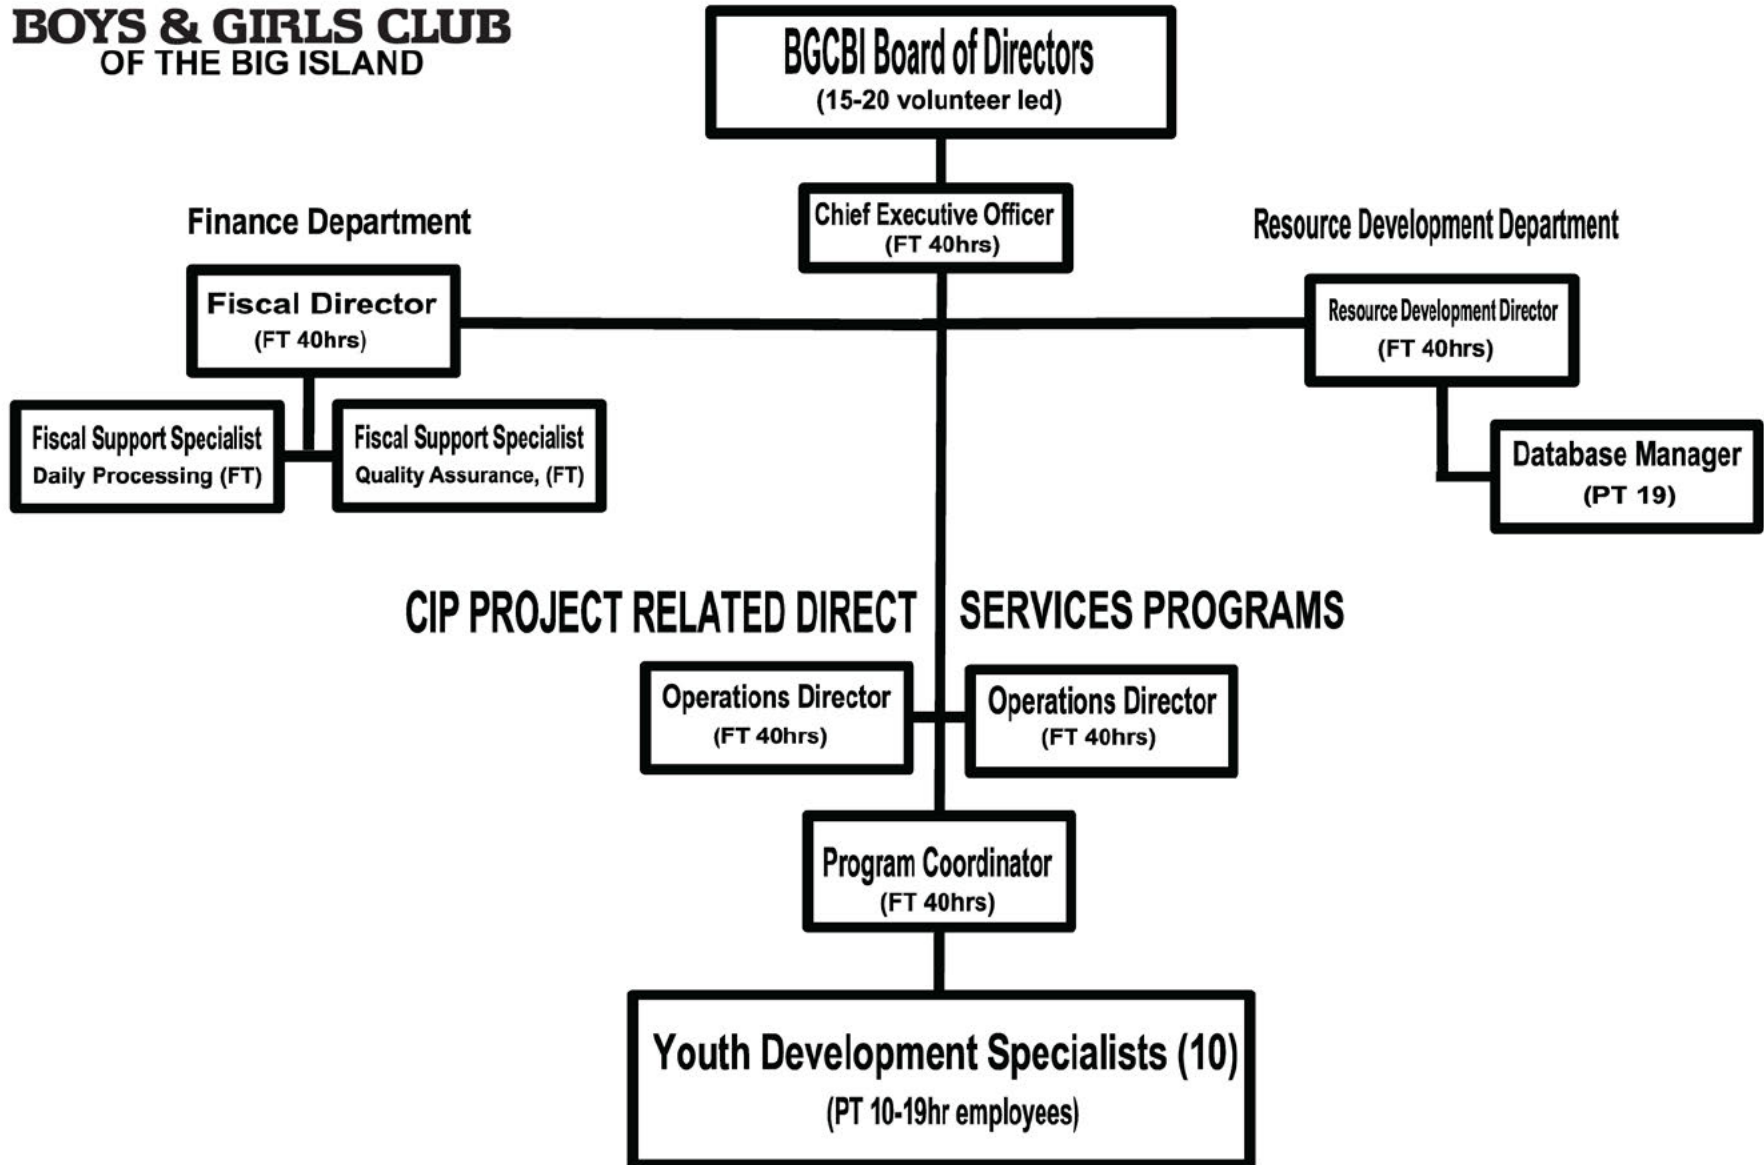 BOYS & GIRLS CLUB
OF THE BIG ISLAND
BGCBI Board of Directors
(15-20 volunteer led)
Chief Executive Officer
(FT 40hrs)
Finance Department
Fiscal Director
(FT 40hrs)
Fiscal Support Specialist
Daily Processing (FT)
Fiscal Support Specialist
Quality Assurance, (FT)
Resource Development Department
Resource Development Director
(FT 40hrs)
Database Manager
(PT 19)
CIP PROJECT RELATED DIRECT SERVICES PROGRAMS
Operations Director
(FT 40hrs)
Operations Director
(FT 40hrs)
Program Coordinator
(FT 40hrs)
Youth Development Specialists (10)
(PT 10-19hr employees)